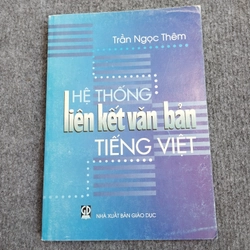 Trần Ngọc Thêm
HỆ THỐNG
liên kết văn bản
TIẾNG VIỆT
NHÀ XUẤT BẢN GIÁO DỤC